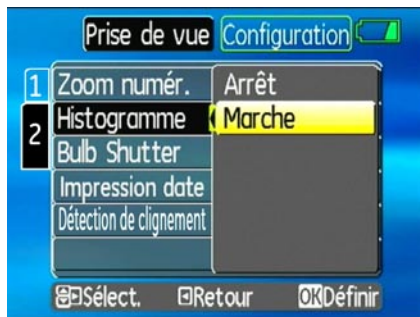 Prise de vue Configuration
1 Zoom numér. Arrêt
2 Histogramme Marche
Bulb Shutter
Impression date
Détection de clignement
Sélect. Retour OK Définir